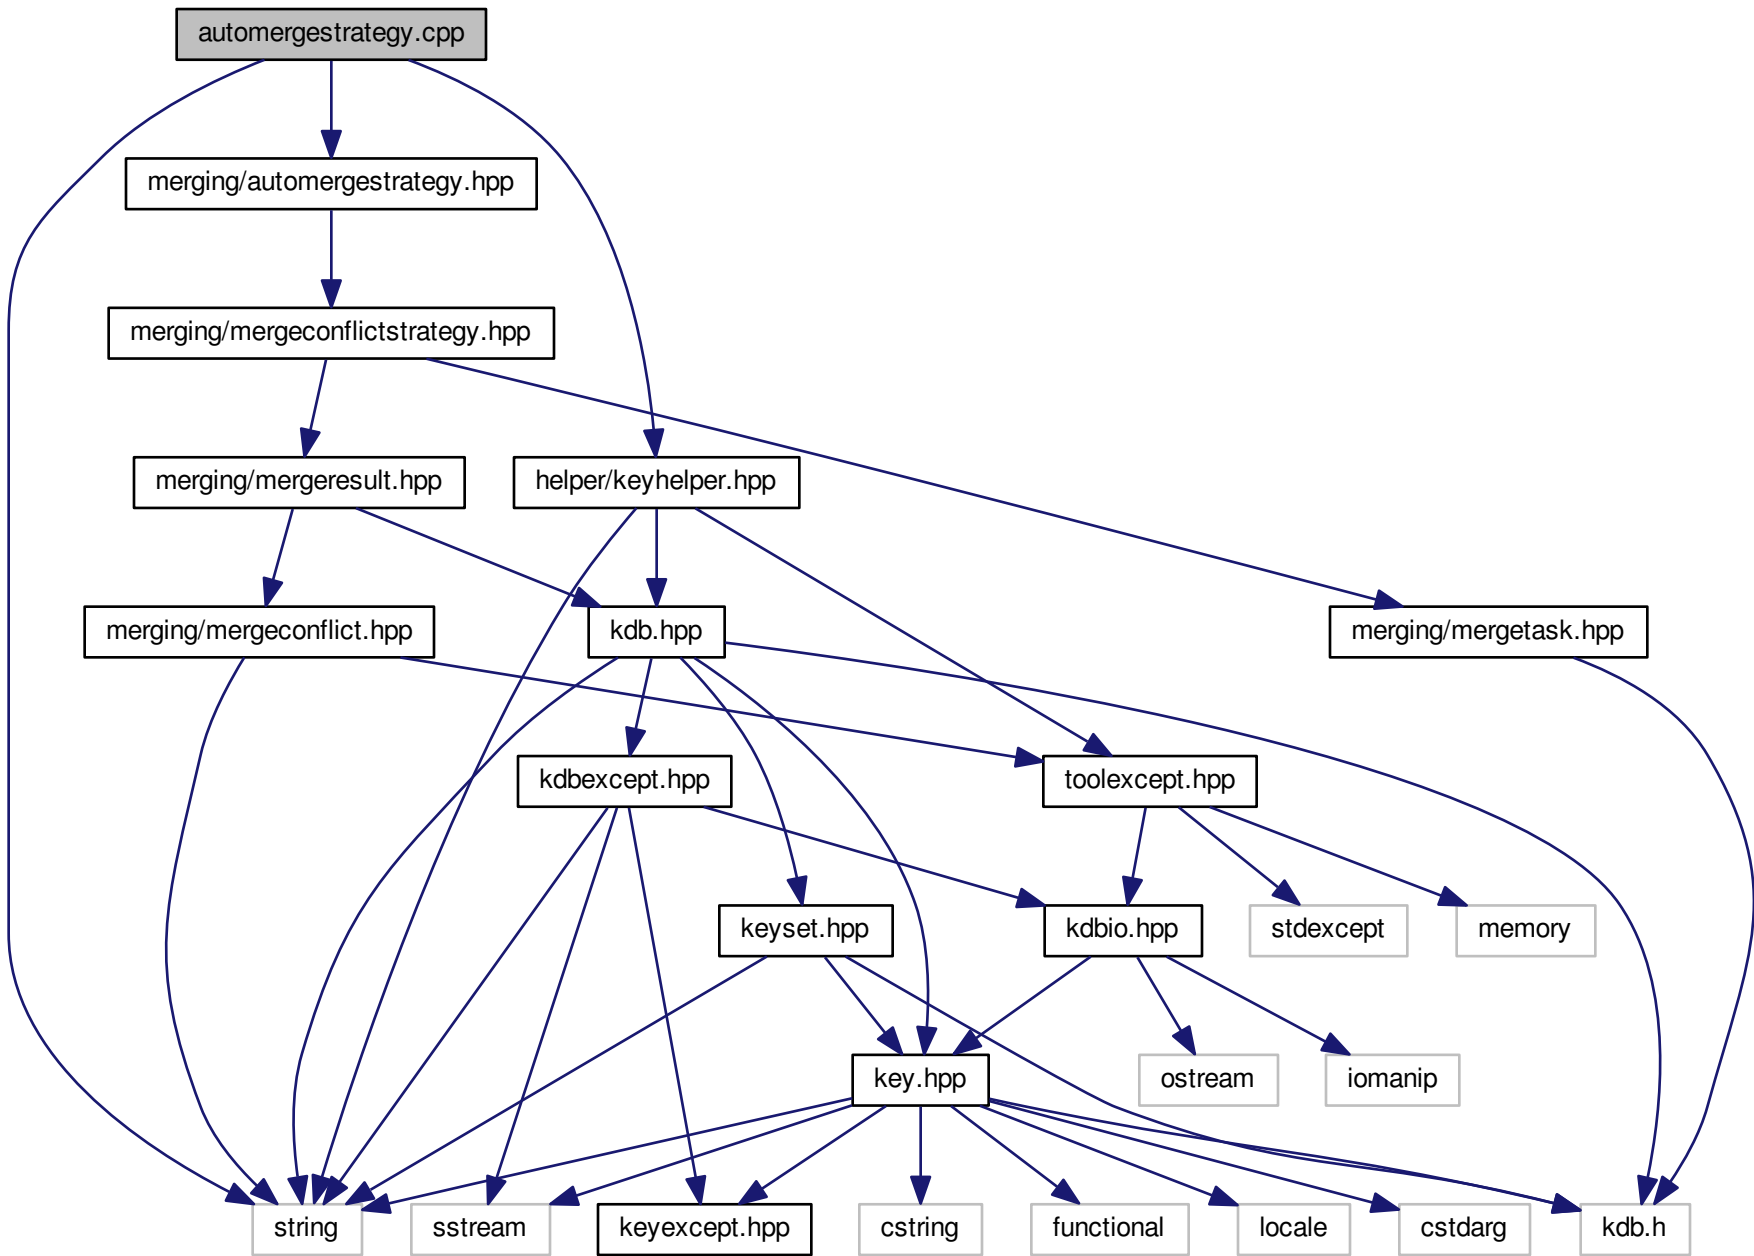 automergestrategy.cpp
merging/automergestrategy.hpp
merging/mergeconflictstrategy.hpp
merging/mergeresult.hpp
helper/keyhelper.hpp
merging/mergeconflict.hpp
kdb.hpp
merging/mergetask.hpp
kdbexcept.hpp
toolexcept.hpp
keyset.hpp
kdbio.hpp
stdexcept
memory
key.hpp
ostream
iomanip
string
sstream
keyexcept.hpp
cstring
functional
locale
cstdarg
kdb.h